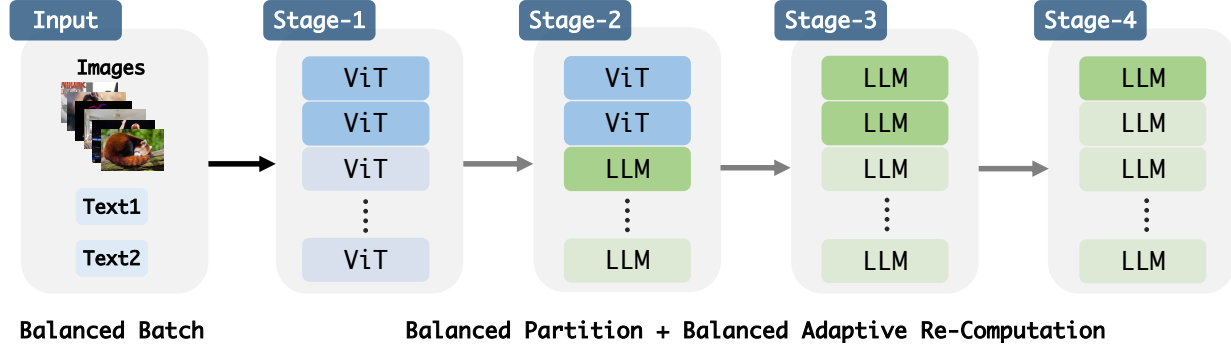 Input
Stage-1
Stage-2
Stage-3
Stage-4
Images
Text1
Text2
ViT
ViT
ViT
ViT
ViT
ViT
LLM
LLM
LLM
LLM
LLM
LLM
LLM
LLM
LLM
LLM
Balanced Batch
Balanced Partition + Balanced Adaptive Re-Computation